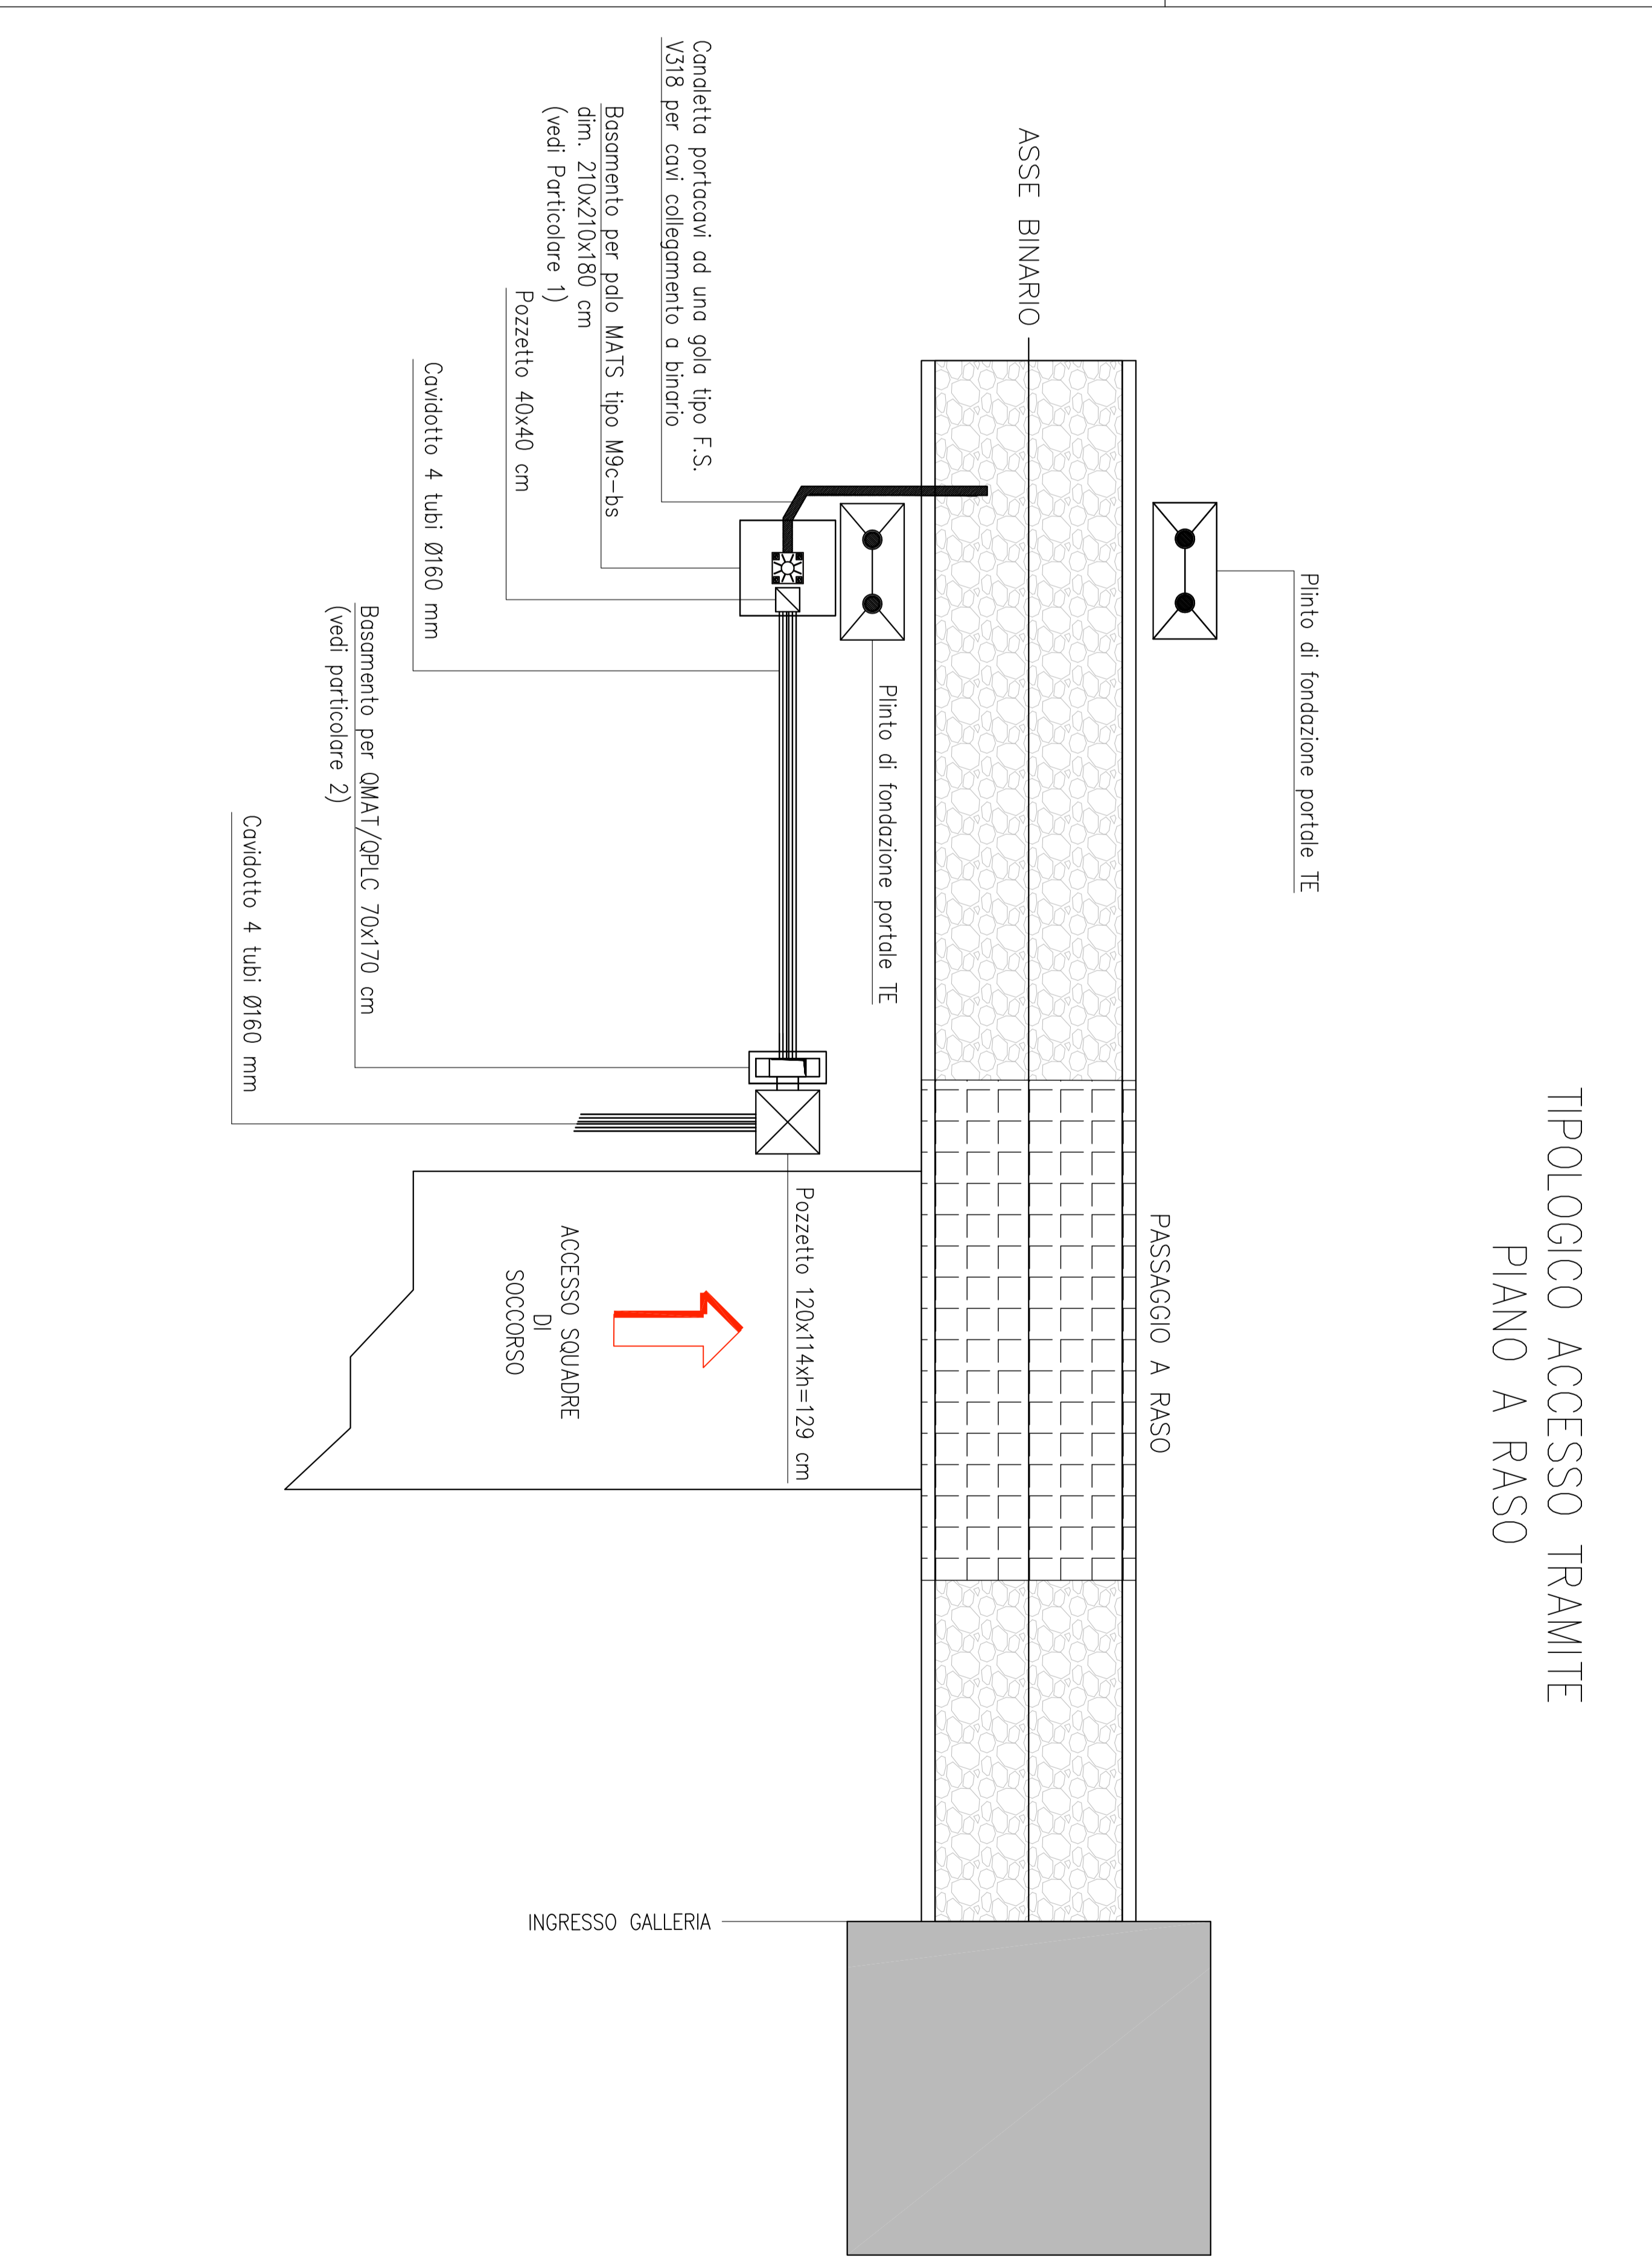 TIPOLOGICO ACCESSO TRAMITE
PIANO A RASO
Plinto di fondazione portale TE
PASSAGGIO A RASO
ASSE BINARIO
Plinto di fondazione portale TE
Pozzetto 120x114xh=129 cm
Canaletta portacavi ad una gola tipo F.S.
V318 per cavi collegamento a binario
Basamento per palo MATS tipo M9c-bs
dim. 210x210x180 cm
(vedi Particolare 1)
Pozzetto 40x40 cm
Cavidotto 4 tubi Ø160 mm
Basamento per QMAT/QPLC 70x170 cm
(vedi particolare 2)
Cavidotto 4 tubi Ø160 mm
ACCESSO SQUADRE
DI
SOCCORSO
INGRESSO GALLERIA